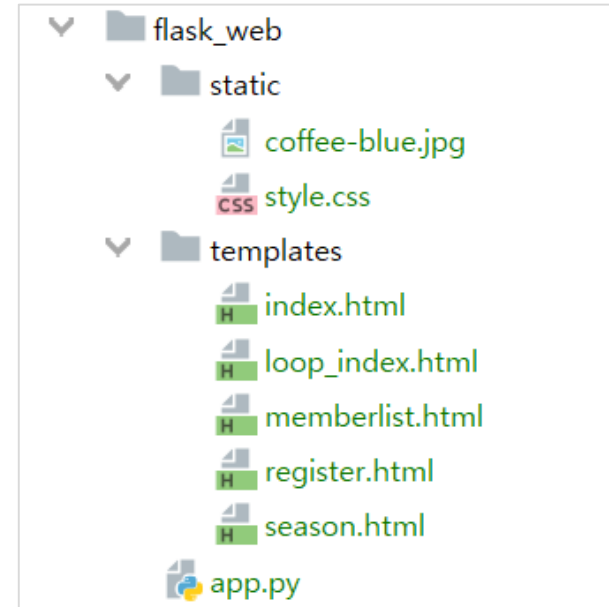 flask_web
static
coffee-blue.jpg
CSS style.css
templates
H index.html
H loop_index.html
H memberlist.html
H register.html
H season.html
app.py